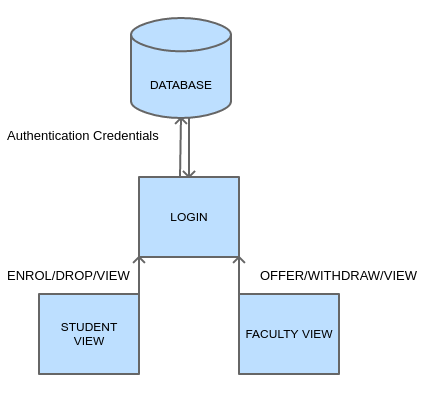 DATABASE
Authentication Credentials
LOGIN
ENROL/DROP/VIEW
OFFER/WITHDRAW/VIEW
STUDENT
VIEW
FACULTY VIEW